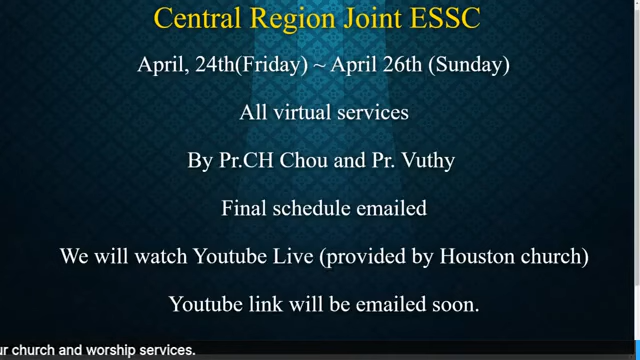 Central Region Joint ESSC
April, 24th(Friday) ~ April 26th (Sunday)
All virtual services
By Pr.CH Chou and Pr. Vuthy
Final schedule emailed
We will watch Youtube Live (provided by Houston church)
Youtube link will be emailed soon.
church and worship services.